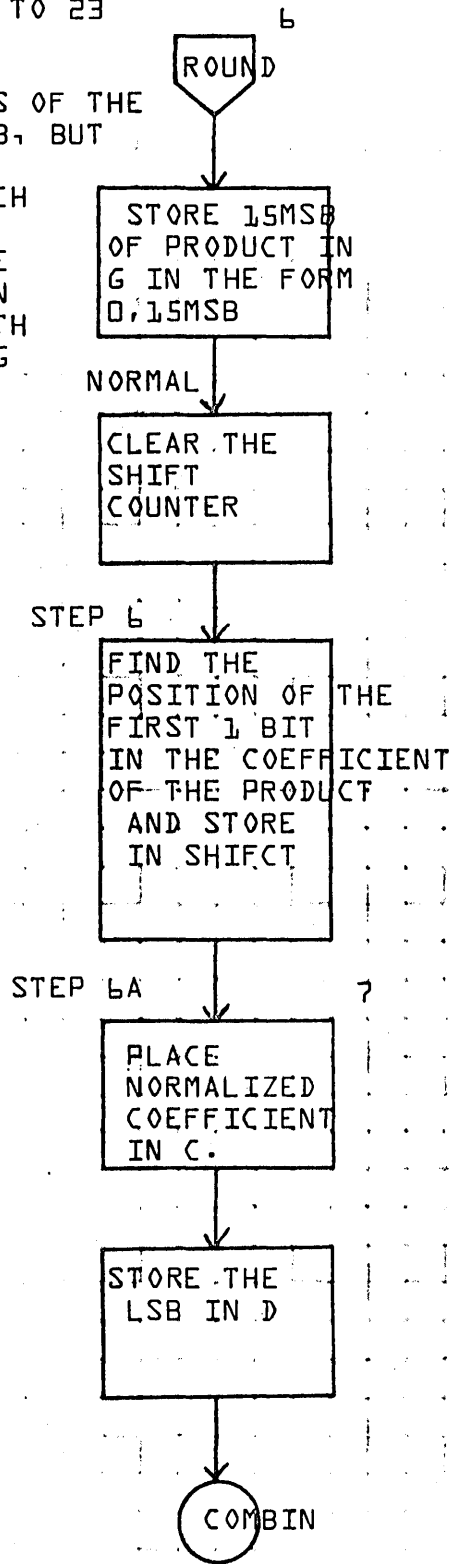 TO 23
6
ROUND
S OF THE
B, BUT
CH
STORE 15MSB
OF PRODUCT IN
G IN THE FORM
0,15MSB
E
N
TH
G
NORMAL
CLEAR THE
SHIFT
COUNTER
STEP 6
FIND THE
POSITION OF THE
FIRST 1 BIT
IN THE COEFFICIENT
OF THE PRODUCT
AND STORE
IN SHIFCT
STEP 6A
7
PLACE
NORMALIZED
COEFFICIENT
IN C.
STORE THE
LSB IN D
COMBIN